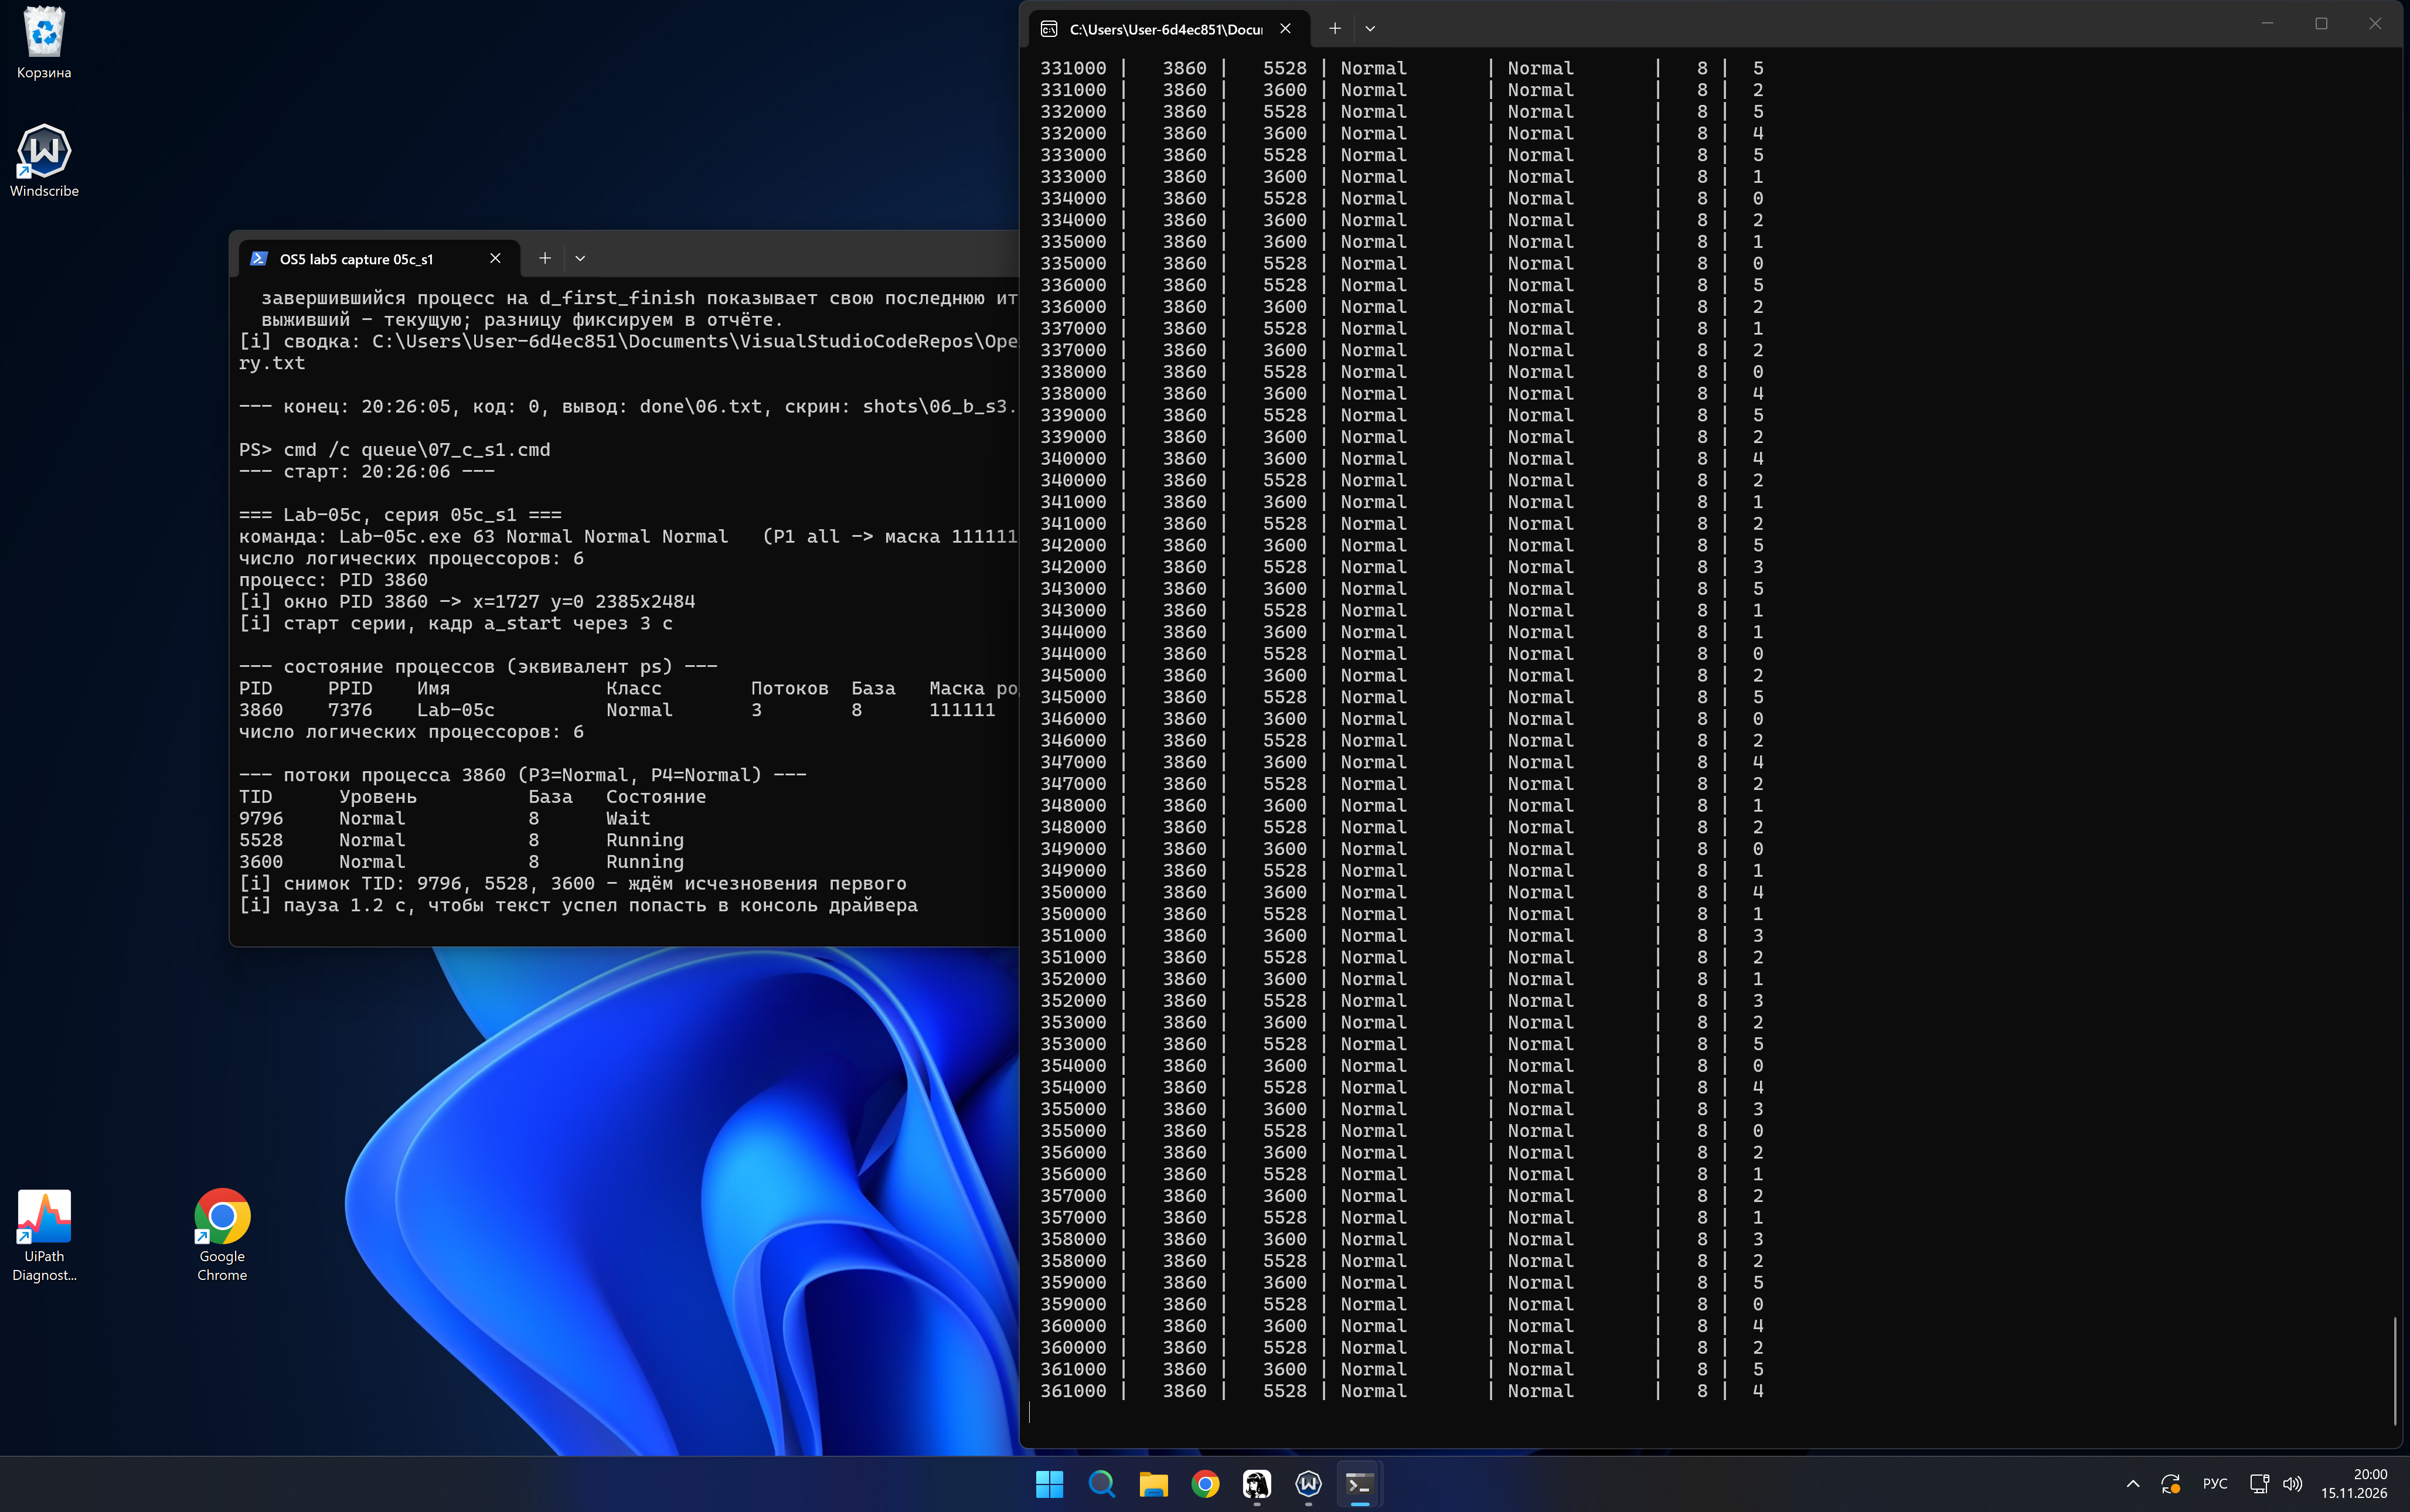 Корзина
Windscribe
UiPath
Diagnost...
Google
Chrome
OS5 lab5 capture 05c_s1
завершившийся процесс на d_first_finish показывает свою последнюю ит
выживший – текущую; разницу фиксируем в отчёте.
[i] сводка: C:\Users\User-6d4ec851\Documents\VisualStudioCodeRepos\Ope
ry.txt
--- конец: 20:26:05, код: 0, вывод: done\06.txt, скрин: shots\06_b_s3.
PS> cmd /c queue\07_c_s1.cmd
--- старт: 20:26:06 ---
=== Lab-05c, серия 05c_s1 ===
команда: Lab-05c.exe 63 Normal Normal Normal   (P1 all -> маска 111111
число логических процессоров: 6
процесс: PID 3860
[i] окно PID 3860 -> x=1727 y=0 2385x2484
[i] старт серии, кадр a_start через 3 с
--- состояние процессов (эквивалент ps) ---
PID     PPID    Имя              Класс        Потоков  База   Маска ро
3860    7376    Lab-05c          Normal       3        8      111111
число логических процессоров: 6
--- потоки процесса 3860 (P3=Normal, P4=Normal) ---
TID      Уровень          База   Состояние
9796     Normal           8      Wait
5528     Normal           8      Running
3600     Normal           8      Running
[i] снимок TID: 9796, 5528, 3600 – ждём исчезновения первого
[i] пауза 1.2 с, чтобы текст успел попасть в консоль драйвера
C:\Users\User-6d4ec851\Docu
331000 | 3860 | 5528 | Normal | Normal | 8 | 5
331000 | 3860 | 3600 | Normal | Normal | 8 | 2
332000 | 3860 | 5528 | Normal | Normal | 8 | 5
332000 | 3860 | 3600 | Normal | Normal | 8 | 4
333000 | 3860 | 5528 | Normal | Normal | 8 | 5
333000 | 3860 | 3600 | Normal | Normal | 8 | 1
334000 | 3860 | 5528 | Normal | Normal | 8 | 0
334000 | 3860 | 3600 | Normal | Normal | 8 | 2
335000 | 3860 | 3600 | Normal | Normal | 8 | 1
335000 | 3860 | 5528 | Normal | Normal | 8 | 0
336000 | 3860 | 5528 | Normal | Normal | 8 | 5
336000 | 3860 | 3600 | Normal | Normal | 8 | 2
337000 | 3860 | 5528 | Normal | Normal | 8 | 1
337000 | 3860 | 3600 | Normal | Normal | 8 | 2
338000 | 3860 | 5528 | Normal | Normal | 8 | 0
338000 | 3860 | 3600 | Normal | Normal | 8 | 4
339000 | 3860 | 5528 | Normal | Normal | 8 | 5
339000 | 3860 | 3600 | Normal | Normal | 8 | 2
340000 | 3860 | 3600 | Normal | Normal | 8 | 4
340000 | 3860 | 5528 | Normal | Normal | 8 | 2
341000 | 3860 | 3600 | Normal | Normal | 8 | 1
341000 | 3860 | 5528 | Normal | Normal | 8 | 2
342000 | 3860 | 3600 | Normal | Normal | 8 | 5
342000 | 3860 | 5528 | Normal | Normal | 8 | 3
343000 | 3860 | 3600 | Normal | Normal | 8 | 5
343000 | 3860 | 5528 | Normal | Normal | 8 | 1
344000 | 3860 | 3600 | Normal | Normal | 8 | 1
344000 | 3860 | 5528 | Normal | Normal | 8 | 0
345000 | 3860 | 3600 | Normal | Normal | 8 | 2
345000 | 3860 | 5528 | Normal | Normal | 8 | 5
346000 | 3860 | 3600 | Normal | Normal | 8 | 0
346000 | 3860 | 5528 | Normal | Normal | 8 | 2
347000 | 3860 | 3600 | Normal | Normal | 8 | 4
347000 | 3860 | 5528 | Normal | Normal | 8 | 2
348000 | 3860 | 3600 | Normal | Normal | 8 | 1
348000 | 3860 | 5528 | Normal | Normal | 8 | 2
349000 | 3860 | 3600 | Normal | Normal | 8 | 0
349000 | 3860 | 5528 | Normal | Normal | 8 | 1
350000 | 3860 | 3600 | Normal | Normal | 8 | 4
350000 | 3860 | 5528 | Normal | Normal | 8 | 1
351000 | 3860 | 3600 | Normal | Normal | 8 | 3
351000 | 3860 | 5528 | Normal | Normal | 8 | 2
352000 | 3860 | 3600 | Normal | Normal | 8 | 1
352000 | 3860 | 5528 | Normal | Normal | 8 | 3
353000 | 3860 | 3600 | Normal | Normal | 8 | 2
353000 | 3860 | 5528 | Normal | Normal | 8 | 5
354000 | 3860 | 3600 | Normal | Normal | 8 | 0
354000 | 3860 | 5528 | Normal | Normal | 8 | 4
355000 | 3860 | 3600 | Normal | Normal | 8 | 3
355000 | 3860 | 5528 | Normal | Normal | 8 | 0
356000 | 3860 | 3600 | Normal | Normal | 8 | 2
356000 | 3860 | 5528 | Normal | Normal | 8 | 1
357000 | 3860 | 3600 | Normal | Normal | 8 | 2
357000 | 3860 | 5528 | Normal | Normal | 8 | 1
358000 | 3860 | 3600 | Normal | Normal | 8 | 3
358000 | 3860 | 5528 | Normal | Normal | 8 | 2
359000 | 3860 | 3600 | Normal | Normal | 8 | 5
359000 | 3860 | 5528 | Normal | Normal | 8 | 0
360000 | 3860 | 3600 | Normal | Normal | 8 | 4
360000 | 3860 | 5528 | Normal | Normal | 8 | 2
361000 | 3860 | 3600 | Normal | Normal | 8 | 5
361000 | 3860 | 5528 | Normal | Normal | 8 | 4
РУС
20:00
15.11.2026